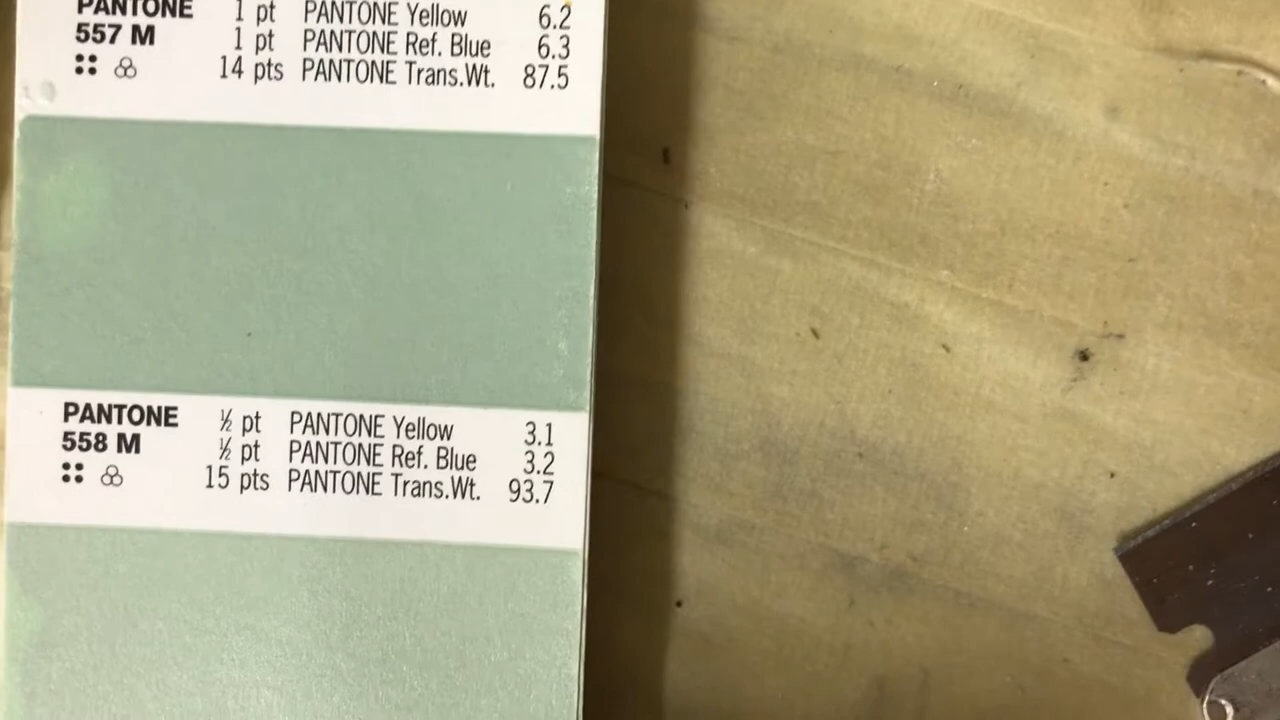 PANTONE 1 pt PANTONE Yellow 6.2
557 M 1 pt PANTONE Ref. Blue 6.3
14 pts PANTONE Trans.Wt. 87.5
PANTONE ½ pt PANTONE Yellow 3.1
558 M ½ pt PANTONE Ref. Blue 3.2
15 pts PANTONE Trans.Wt. 93.7